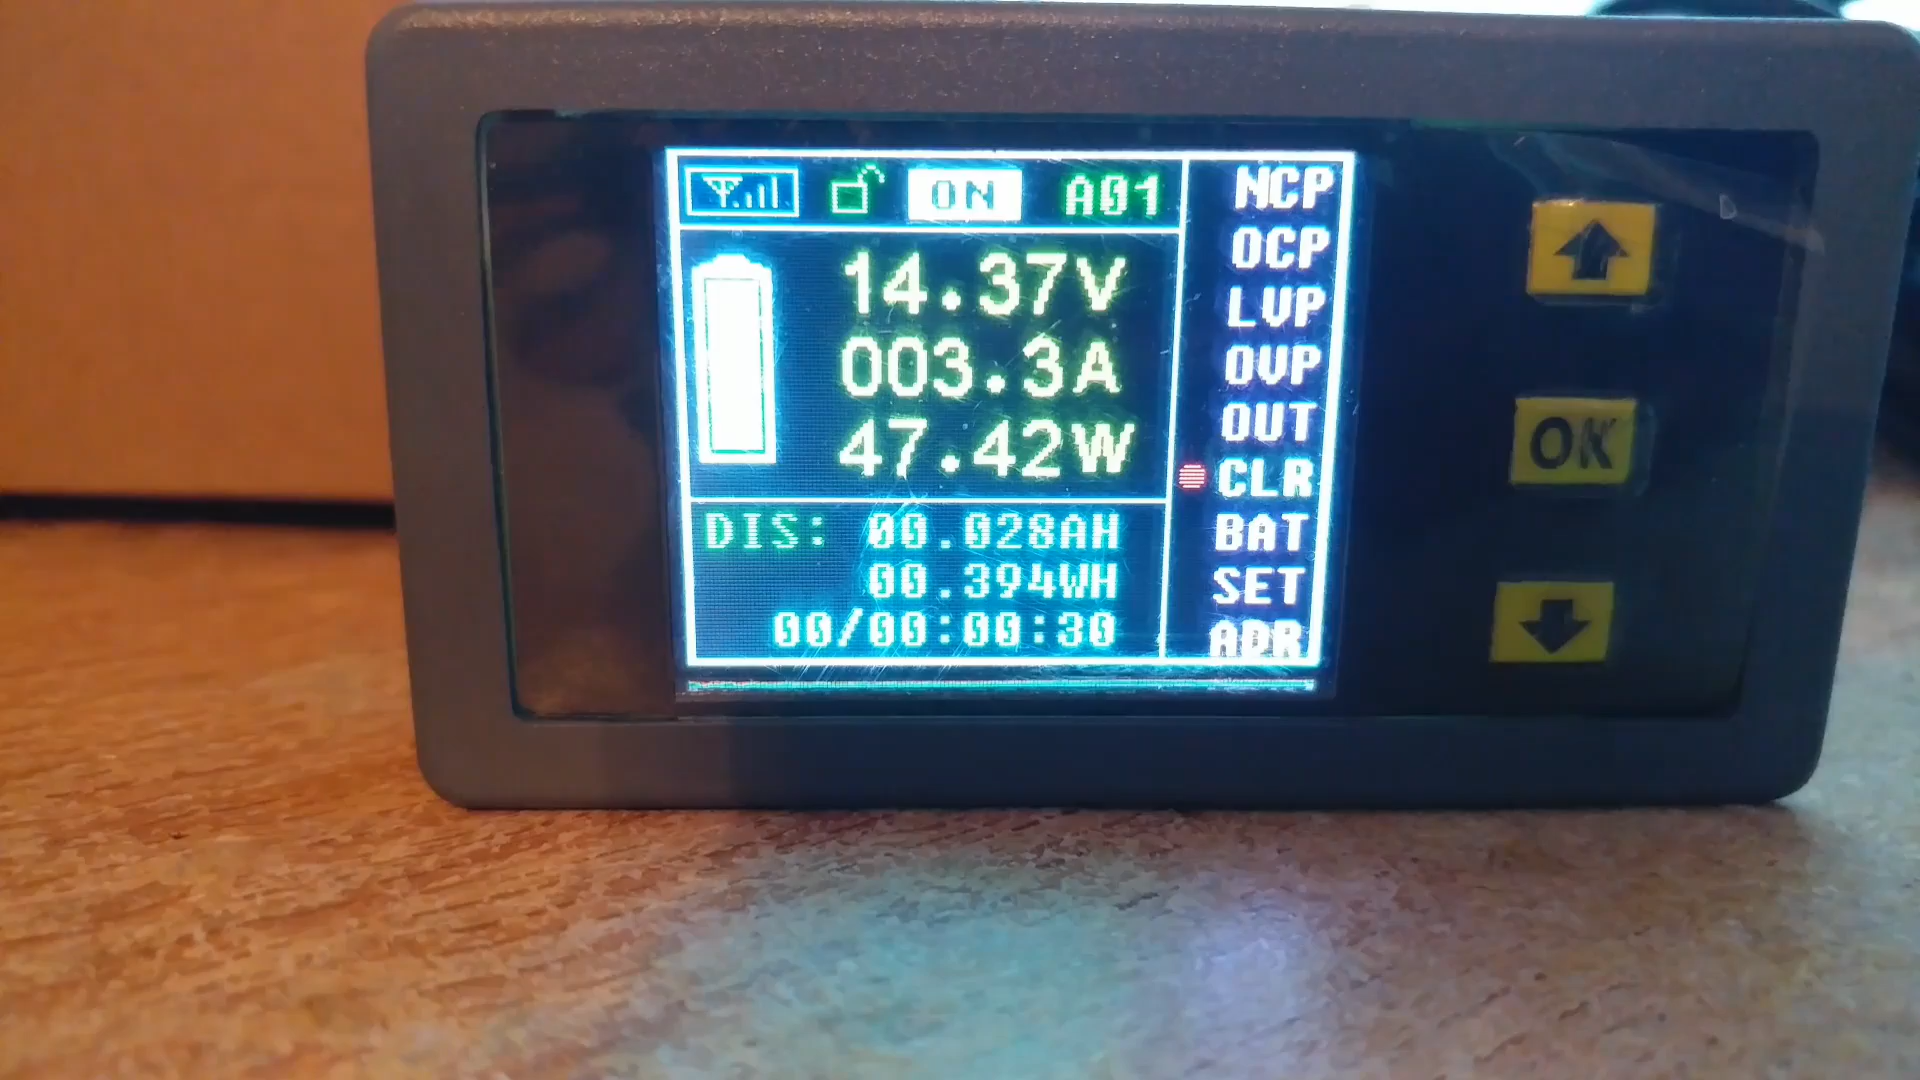 ON A01
14.37V
003.3A
47.42W
DIS: 00.028AH
00.394WH
00/00:00:30
NCP
OCP
LVP
OVP
OUT
CLR
BAT
SET
ADR
OK